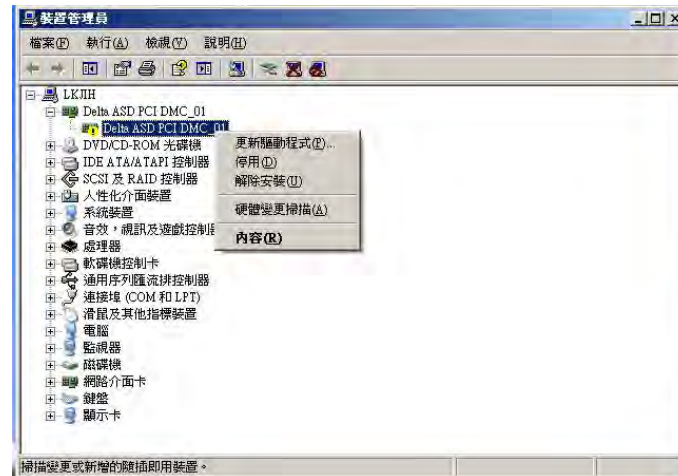 裝置管理員
檔案(F) 執行(A) 檢視(V) 說明(H)
LKJIH
Delta ASD PCI DMC_01
Delta ASD PCI DMC_01
更新驅動程式(P)...
停用(D)
解除安裝(U)
硬體變更掃描(A)
內容(R)
DVD/CD-ROM 光碟機
IDE ATA/ATAPI 控制器
SCSI 及 RAID 控制器
人性化介面裝置
系統裝置
音效，視訊及遊戲控制
處理器
軟碟機控制卡
通用序列匯流排控制器
連接埠 (COM 和 LPT)
滑鼠及其他指標裝置
電腦
監視器
磁碟機
網路介面卡
鍵盤
顯示卡
掃描變更或新增的隨插即用裝置。